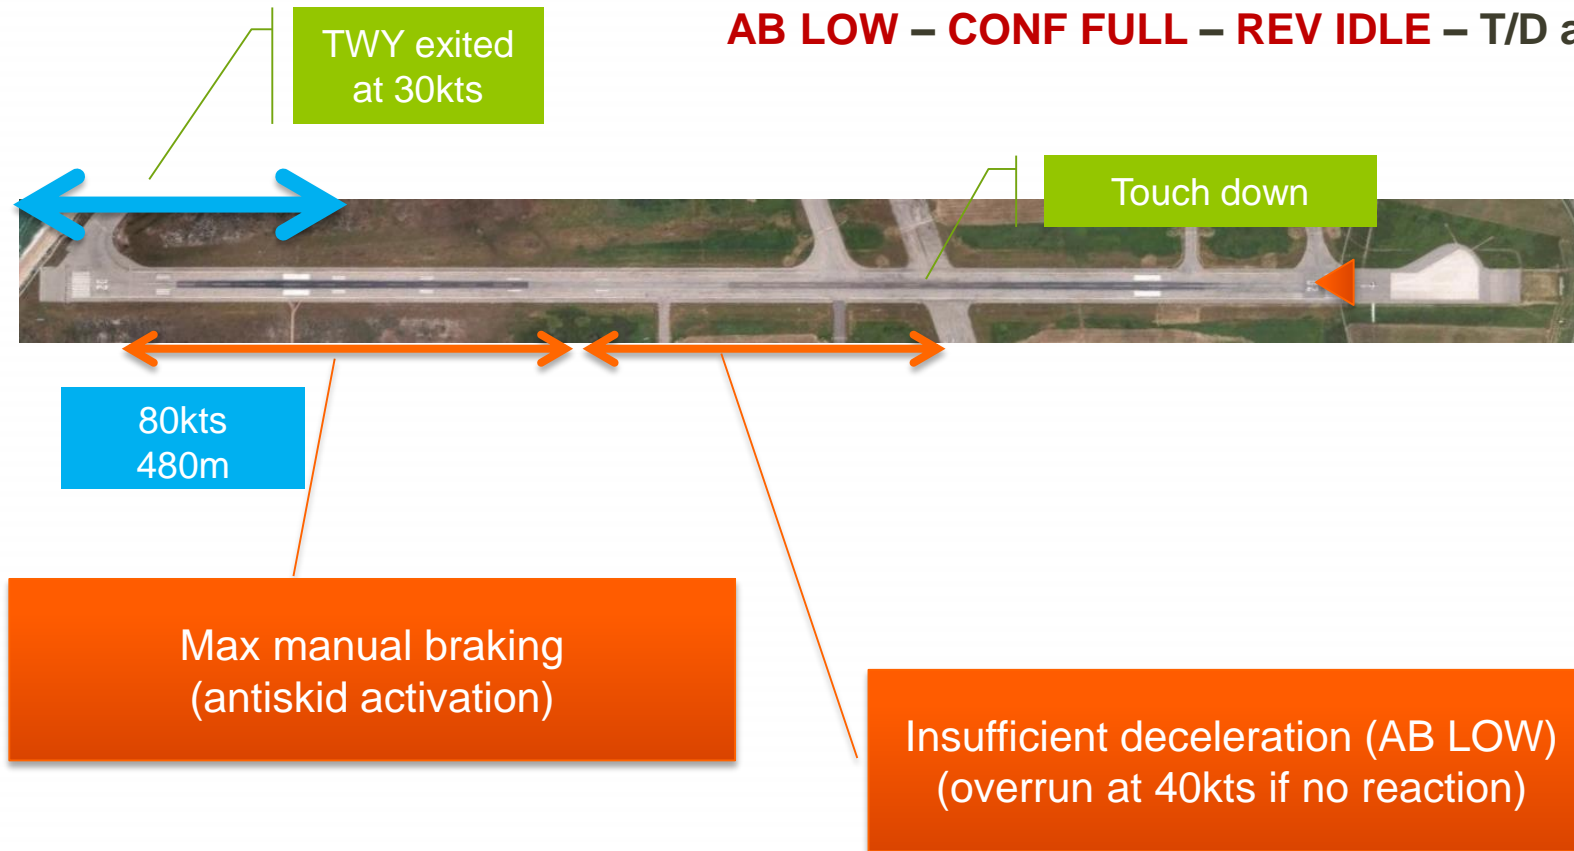 AB LOW – CONF FULL – REV IDLE – T/D a
TWY exited
at 30kts
Touch down
80kts
480m
Max manual braking
(antiskid activation)
Insufficient deceleration (AB LOW)
(overrun at 40kts if no reaction)